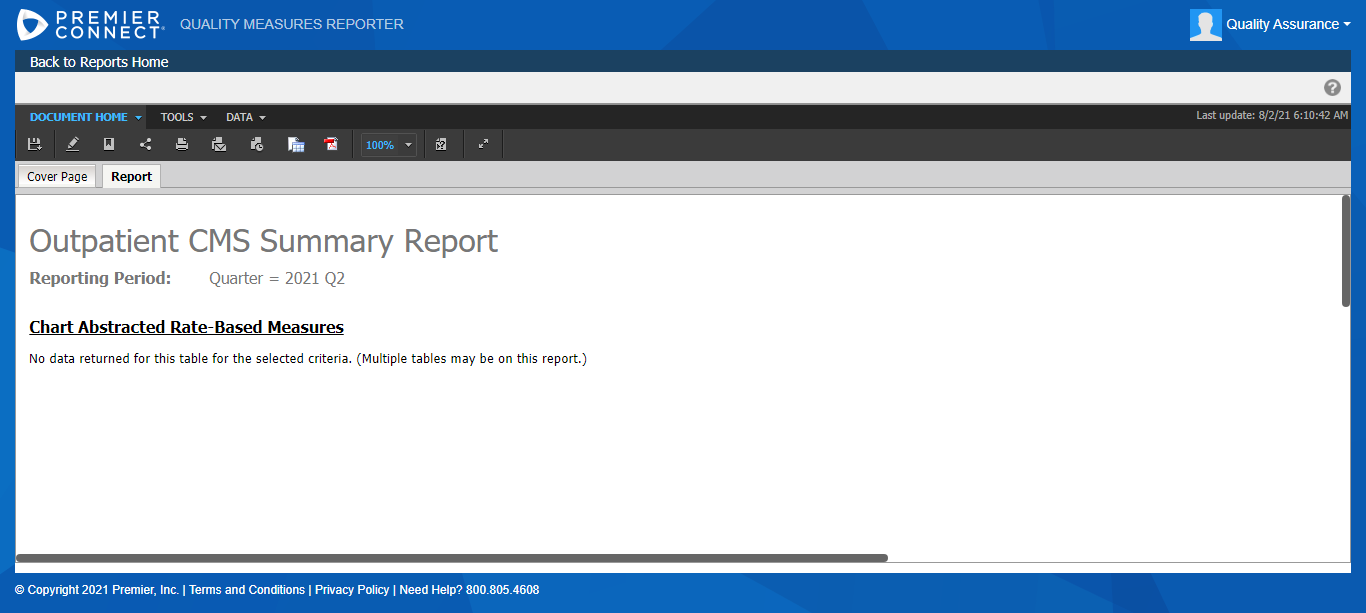 PREMIER CONNECT® QUALITY MEASURES REPORTER Quality Assurance
Back to Reports Home
?
DOCUMENT HOME TOOLS DATA Last update: 8/2/21 6:10:42 AM
100%
Cover Page Report
Outpatient CMS Summary Report
Reporting Period: Quarter = 2021 Q2
Chart Abstracted Rate-Based Measures
No data returned for this table for the selected criteria. (Multiple tables may be on this report.)
© Copyright 2021 Premier, Inc. | Terms and Conditions | Privacy Policy | Need Help? 800.805.4608